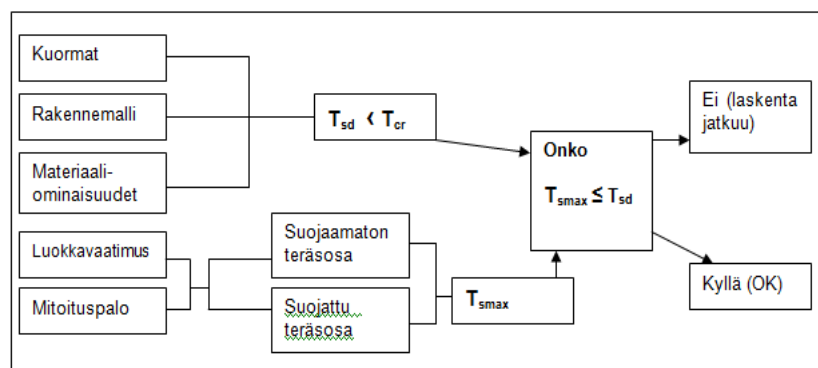 Kuormat
Rakennemalli
Materiaali-
ominaisuudet
Tsd < Tcr
Onko
Tsmax ≤ Tsd
Ei (laskenta
jatkuu)
Kyllä (OK)
Luokkavaatimus
Mitoituspalo
Suojaamaton
teräsosa
Suojattu
teräsosa
Tsmax